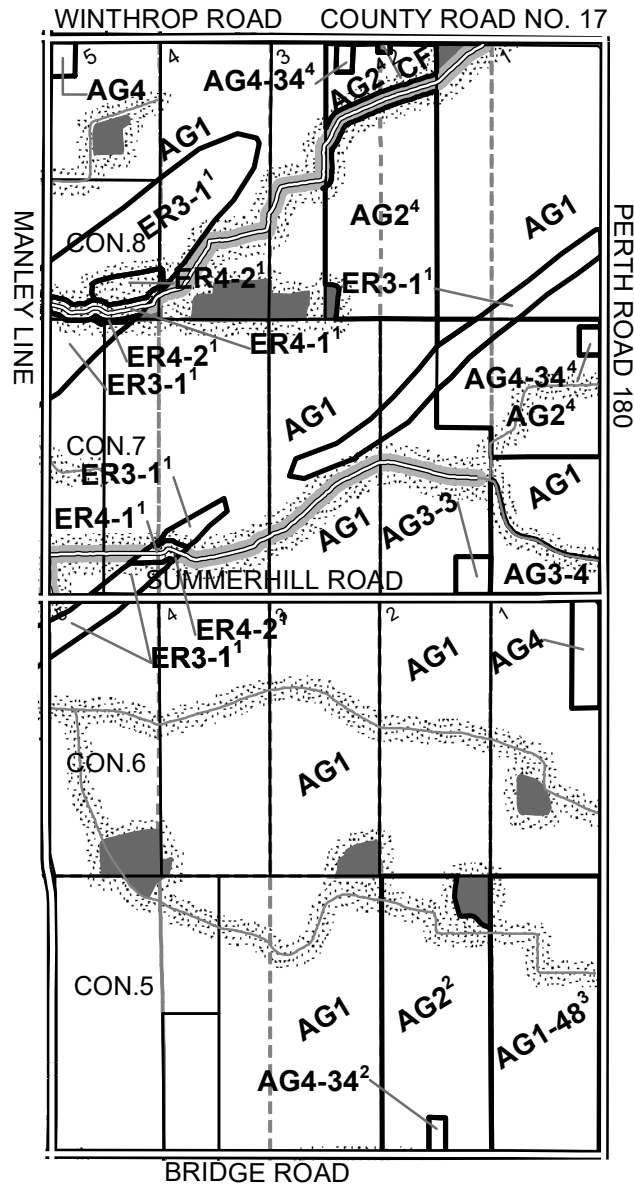 WINTHROP ROAD COUNTY ROAD NO. 17
5 4 3 2 1
AG4-34⁴
AG4
AG2⁴ CF
AG1
ER3-1¹
AG2⁴
AG1
MANLEY LINE
PERTH ROAD 180
CON.8
ER4-2¹
ER3-1¹
ER4-1¹
ER4-2¹
ER3-1¹
AG4-34⁴
AG2⁴
AG1
CON.7
ER3-1¹
AG1
ER4-1¹
AG1
AG3-3
SUMMERHILL ROAD
AG3-4
5 4 3 2 1
ER4-2¹
ER3-1¹
AG1
AG4
CON.6
AG1
CON.5
AG1
AG2²
AG1-48³
AG4-34²
BRIDGE ROAD